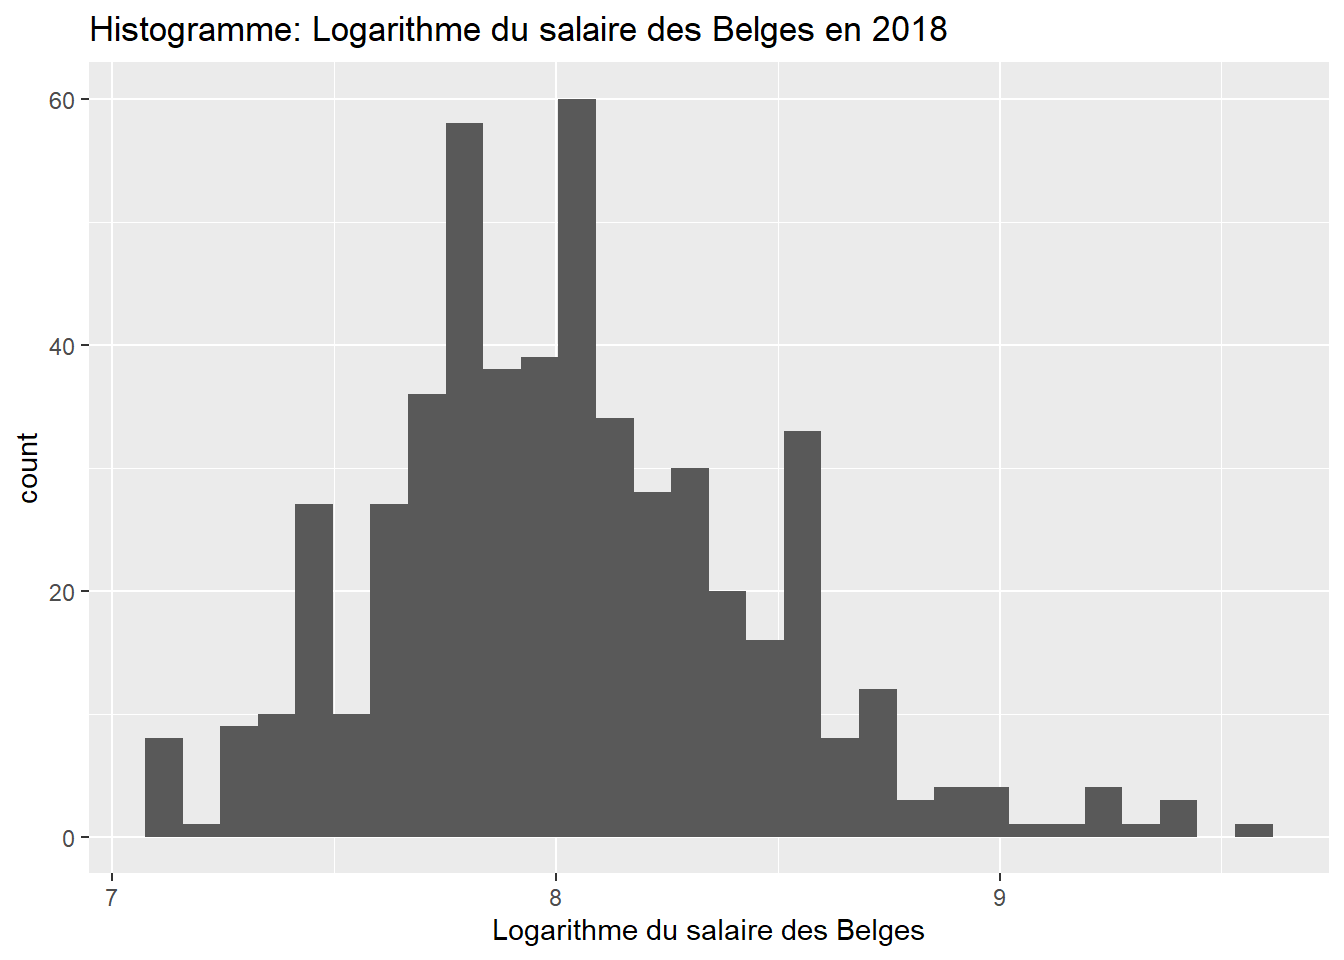 Histogramme: Logarithme du salaire des Belges en 2018
60
40
20
0
count
7 8 9
Logarithme du salaire des Belges